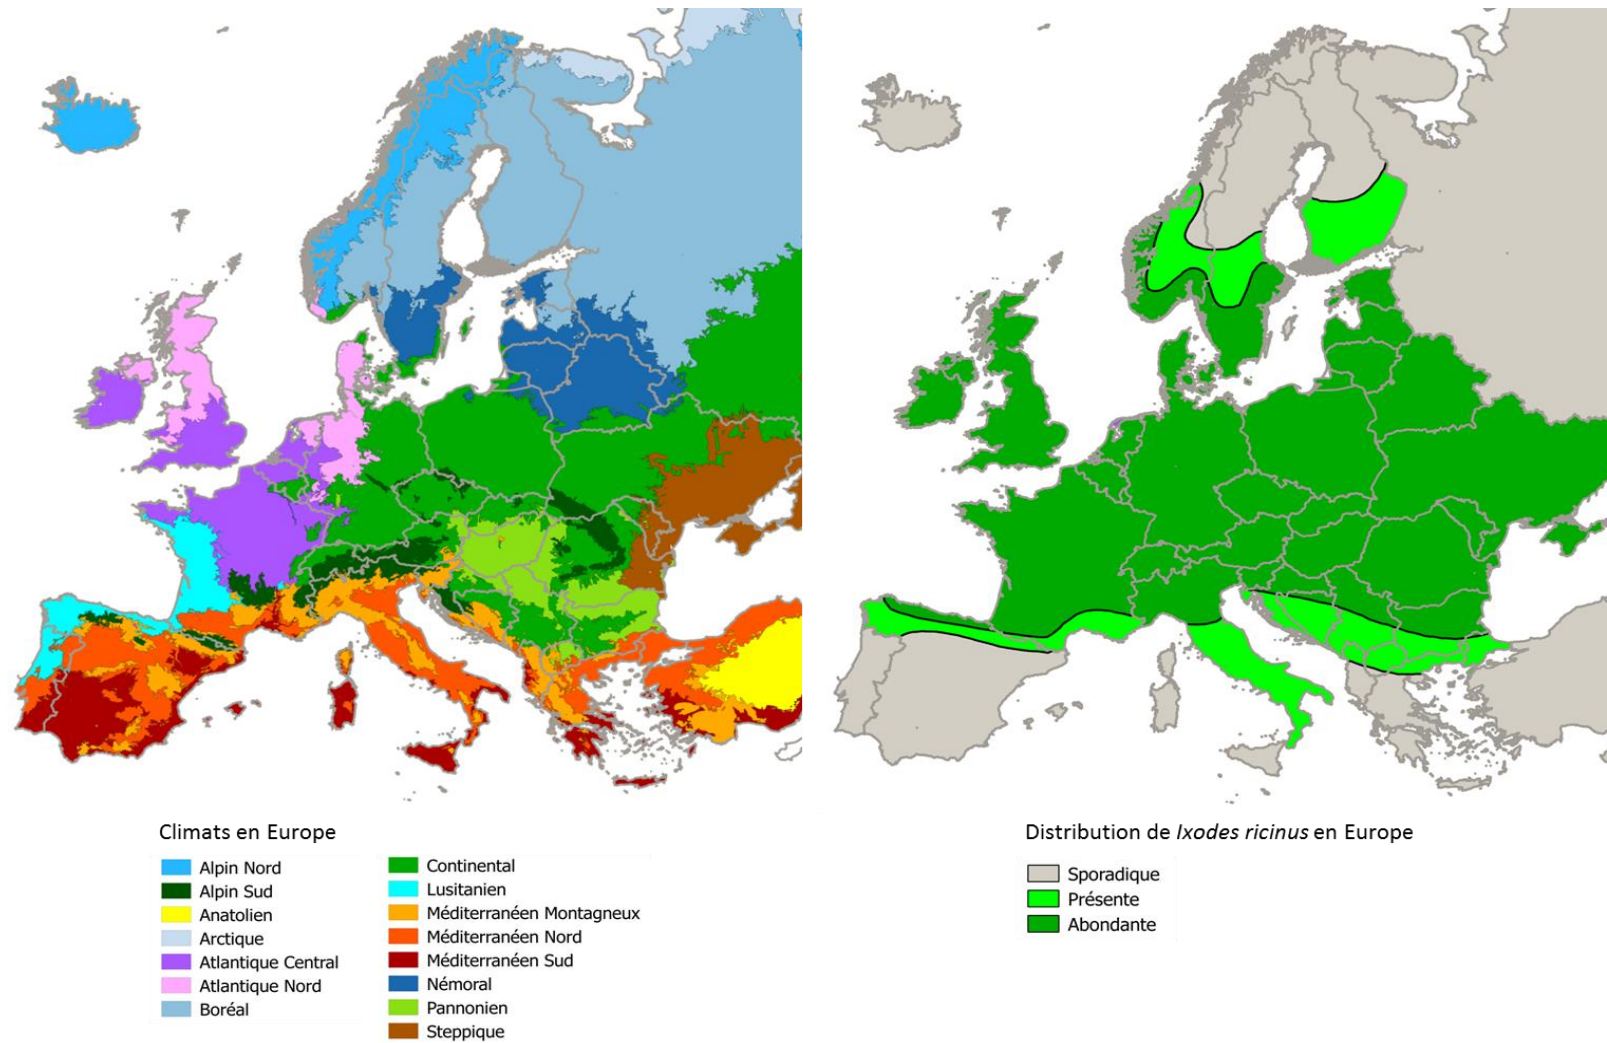 Climats en Europe
Alpin Nord
Alpin Sud
Anatolien
Arctique
Atlantique Central
Atlantique Nord
Boréal
Continental
Lusitanien
Méditerranéen Montagneux
Méditerranéen Nord
Méditerranéen Sud
Némoral
Pannonien
Steppique
Distribution de Ixodes ricinus en Europe
Sporadique
Présente
Abondante